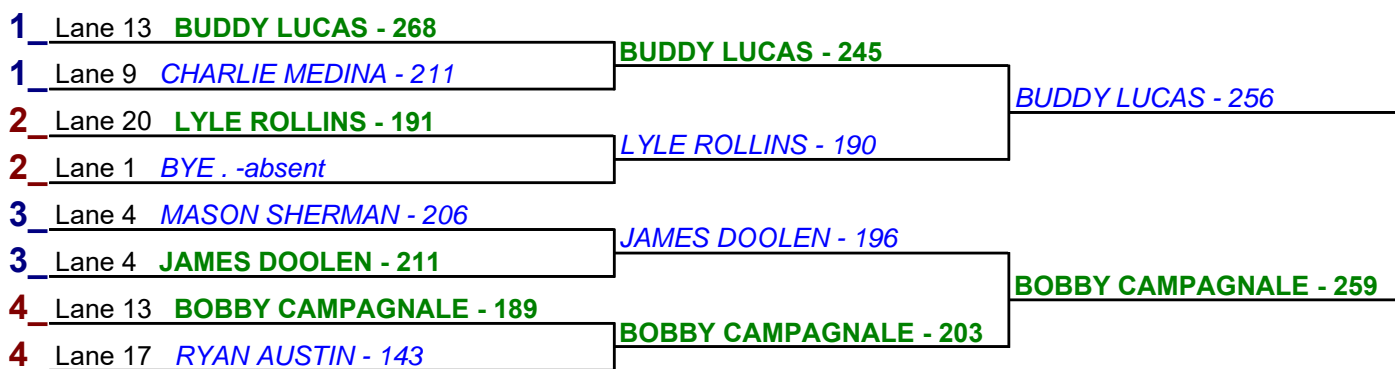 1_ Lane 13 BUDDY LUCAS - 268
BUDDY LUCAS - 245
1_ Lane 9 CHARLIE MEDINA - 211
BUDDY LUCAS - 256
2_ Lane 20 LYLE ROLLINS - 191
LYLE ROLLINS - 190
2_ Lane 1 BYE . -absent
3_ Lane 4 MASON SHERMAN - 206
JAMES DOOLEN - 196
3_ Lane 4 JAMES DOOLEN - 211
BOBBY CAMPAGNALE - 259
4_ Lane 13 BOBBY CAMPAGNALE - 189
BOBBY CAMPAGNALE - 203
4 Lane 17 RYAN AUSTIN - 143